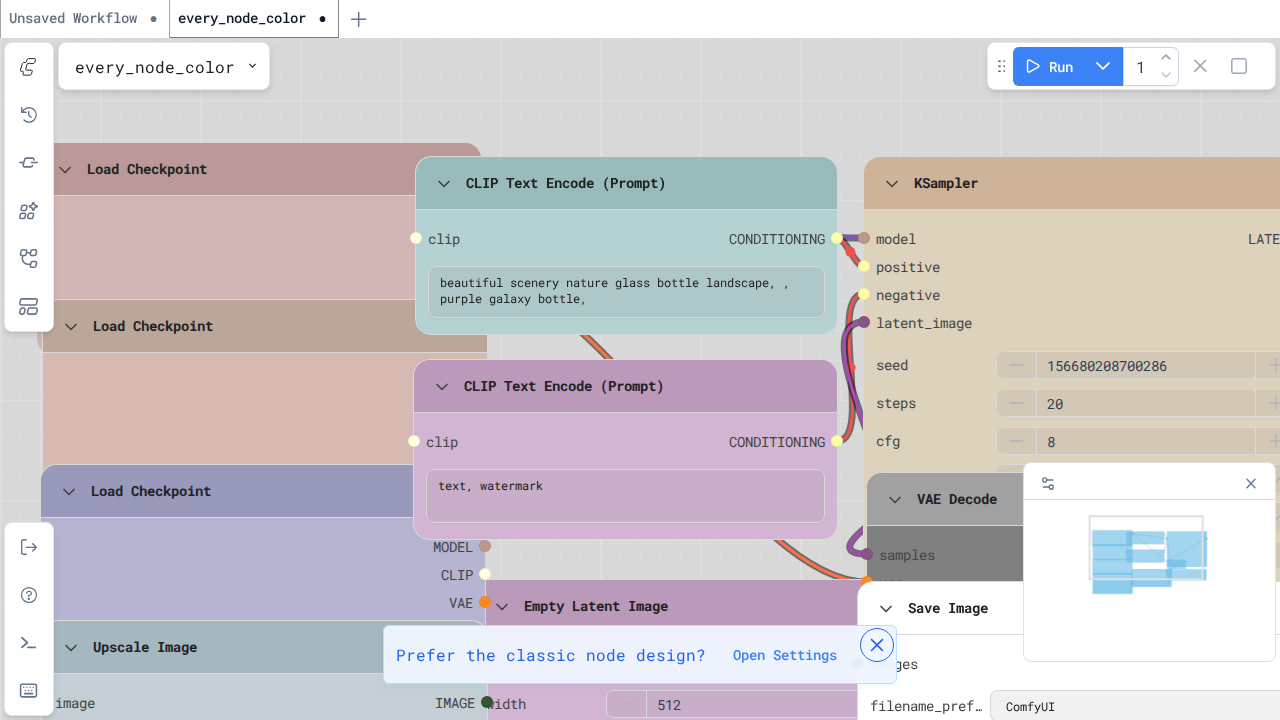 Unsaved Workflow
every_node_color
every_node_color
Run
1
Load Checkpoint
CLIP Text Encode (Prompt)
KSampler
clip
CONDITIONING
model
LATE
positive
beautiful scenery nature glass bottle landscape, ,
purple galaxy bottle,
negative
Load Checkpoint
latent_image
seed
156680208700286
CLIP Text Encode (Prompt)
steps
20
clip
CONDITIONING
cfg
8
text, watermark
Load Checkpoint
VAE Decode
MODEL
samples
CLIP
VAE
Empty Latent Image
Save Image
Upscale Image
Prefer the classic node design?
Open Settings
ges
image
IMAGE
width
512
filename_pref…
ComfyUI